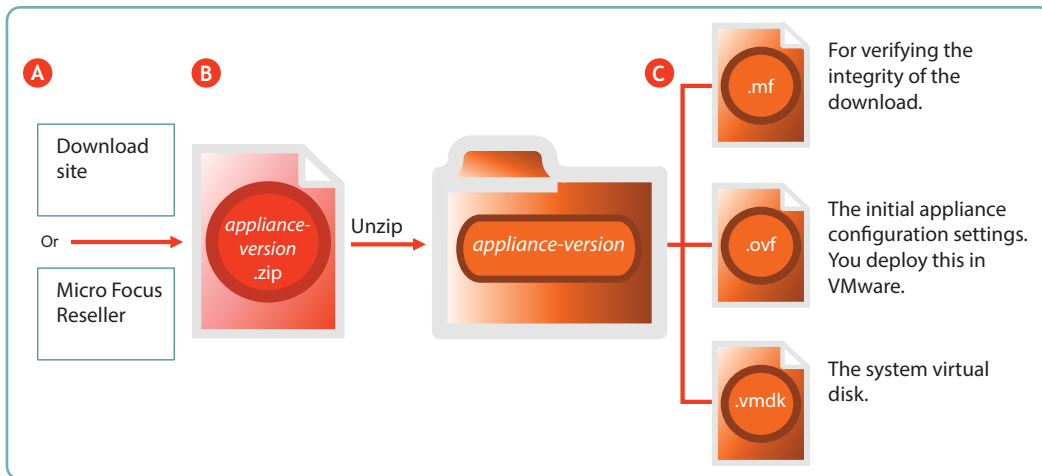 A
Download
site
Or
Micro Focus
Reseller
B
appliance-
version
.zip
Unzip
appliance-version
C
.mf
For verifying the
integrity of the
download.
.ovf
The initial appliance
configuration settings.
You deploy this in
VMware.
.vmdk
The system virtual
disk.